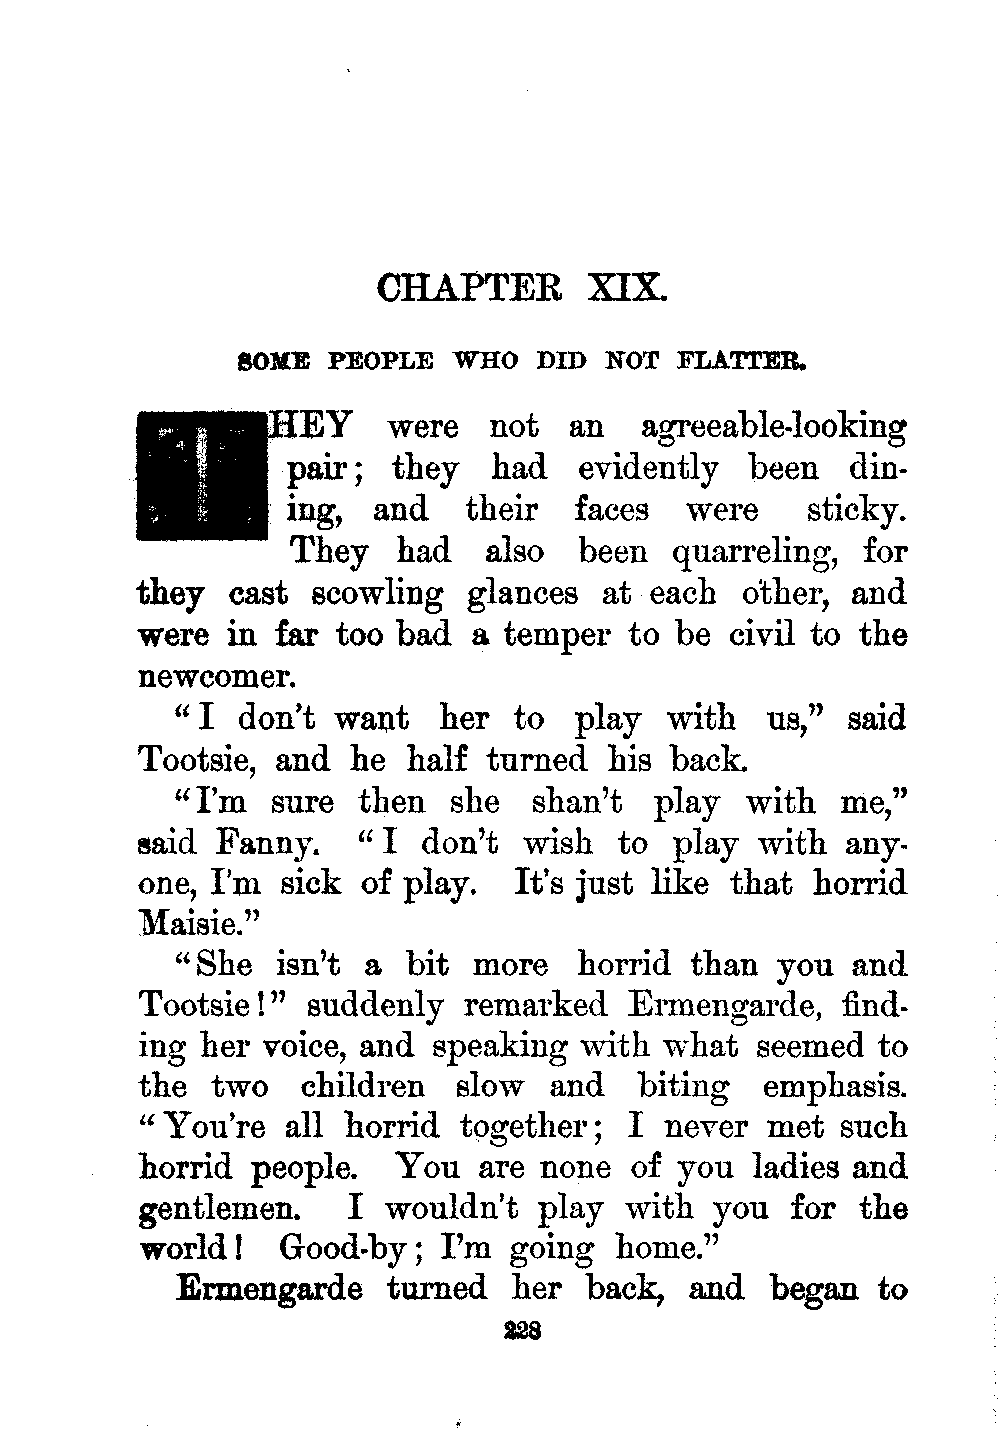 CHAPTER XIX.
SOME PEOPLE WHO DID NOT FLATTER.
THEY were not an agreeable-looking
pair; they had evidently been din-
ing, and their faces were sticky.
They had also been quarreling, for
they cast scowling glances at each other, and
were in far too bad a temper to be civil to the
newcomer.
"I don't want her to play with us," said
Tootsie, and he half turned his back.
"I'm sure then she shan't play with me,"
said Fanny. "I don't wish to play with any-
one, I'm sick of play. It's just like that horrid
Maisie."
"She isn't a bit more horrid than you and
Tootsie!" suddenly remarked Ermengarde, find-
ing her voice, and speaking with what seemed to
the two children slow and biting emphasis.
"You're all horrid together; I never met such
horrid people. You are none of you ladies and
gentlemen. I wouldn't play with you for the
world! Good-by; I'm going home."
Ermengarde turned her back, and began to
228